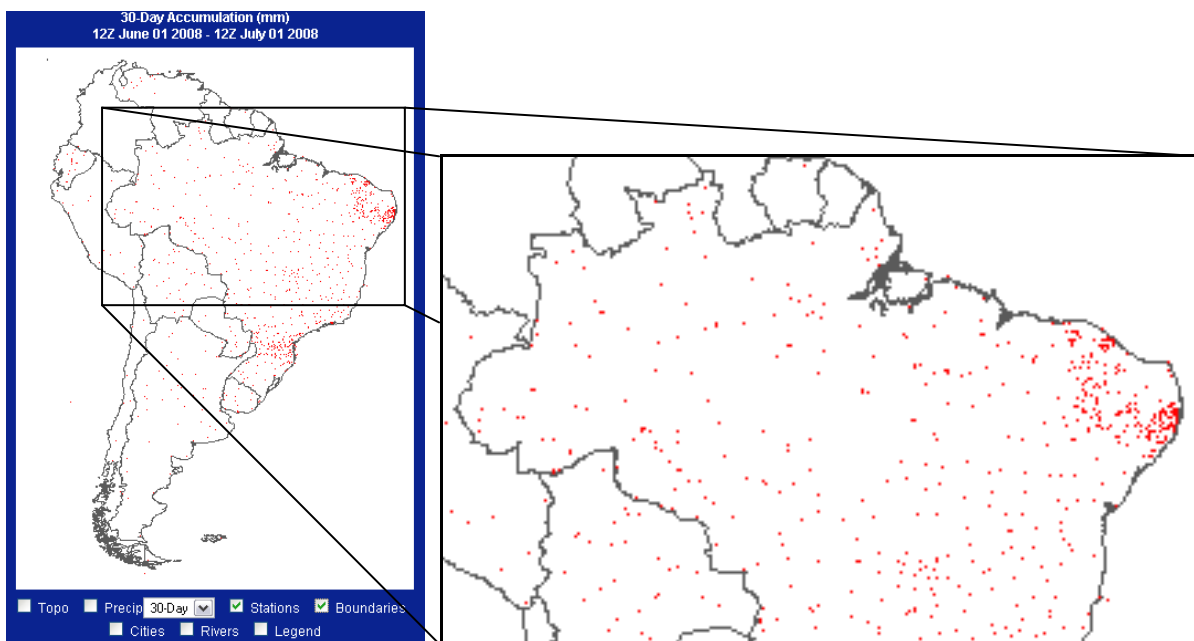 30-Day Accumulation (mm)
12Z June 01 2008 - 12Z July 01 2008
Topo Precip 30-Day Stations Boundaries
Cities Rivers Legend